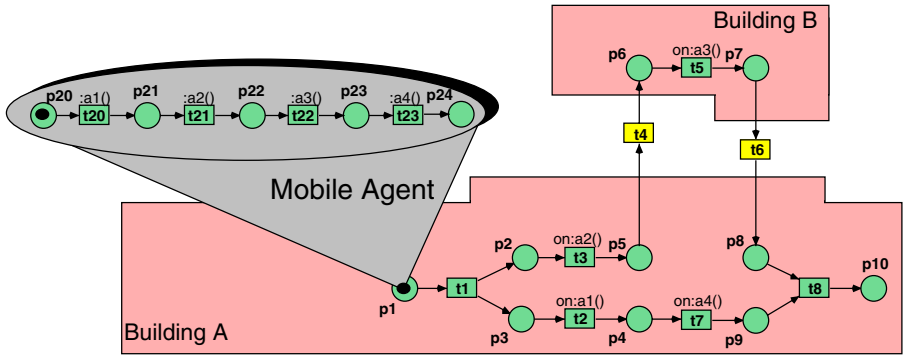 Building B
p6 on:a3() p7
t5
p20 :a1() p21 :a2() p22 :a3() p23 :a4() p24
t20 t21 t22 t23
t4 t6
Mobile Agent
p2 on:a2() p5 p8
t3 p10
t1 t8
p1 on:a1() on:a4()
t2 t7
Building A p3 p4 p9